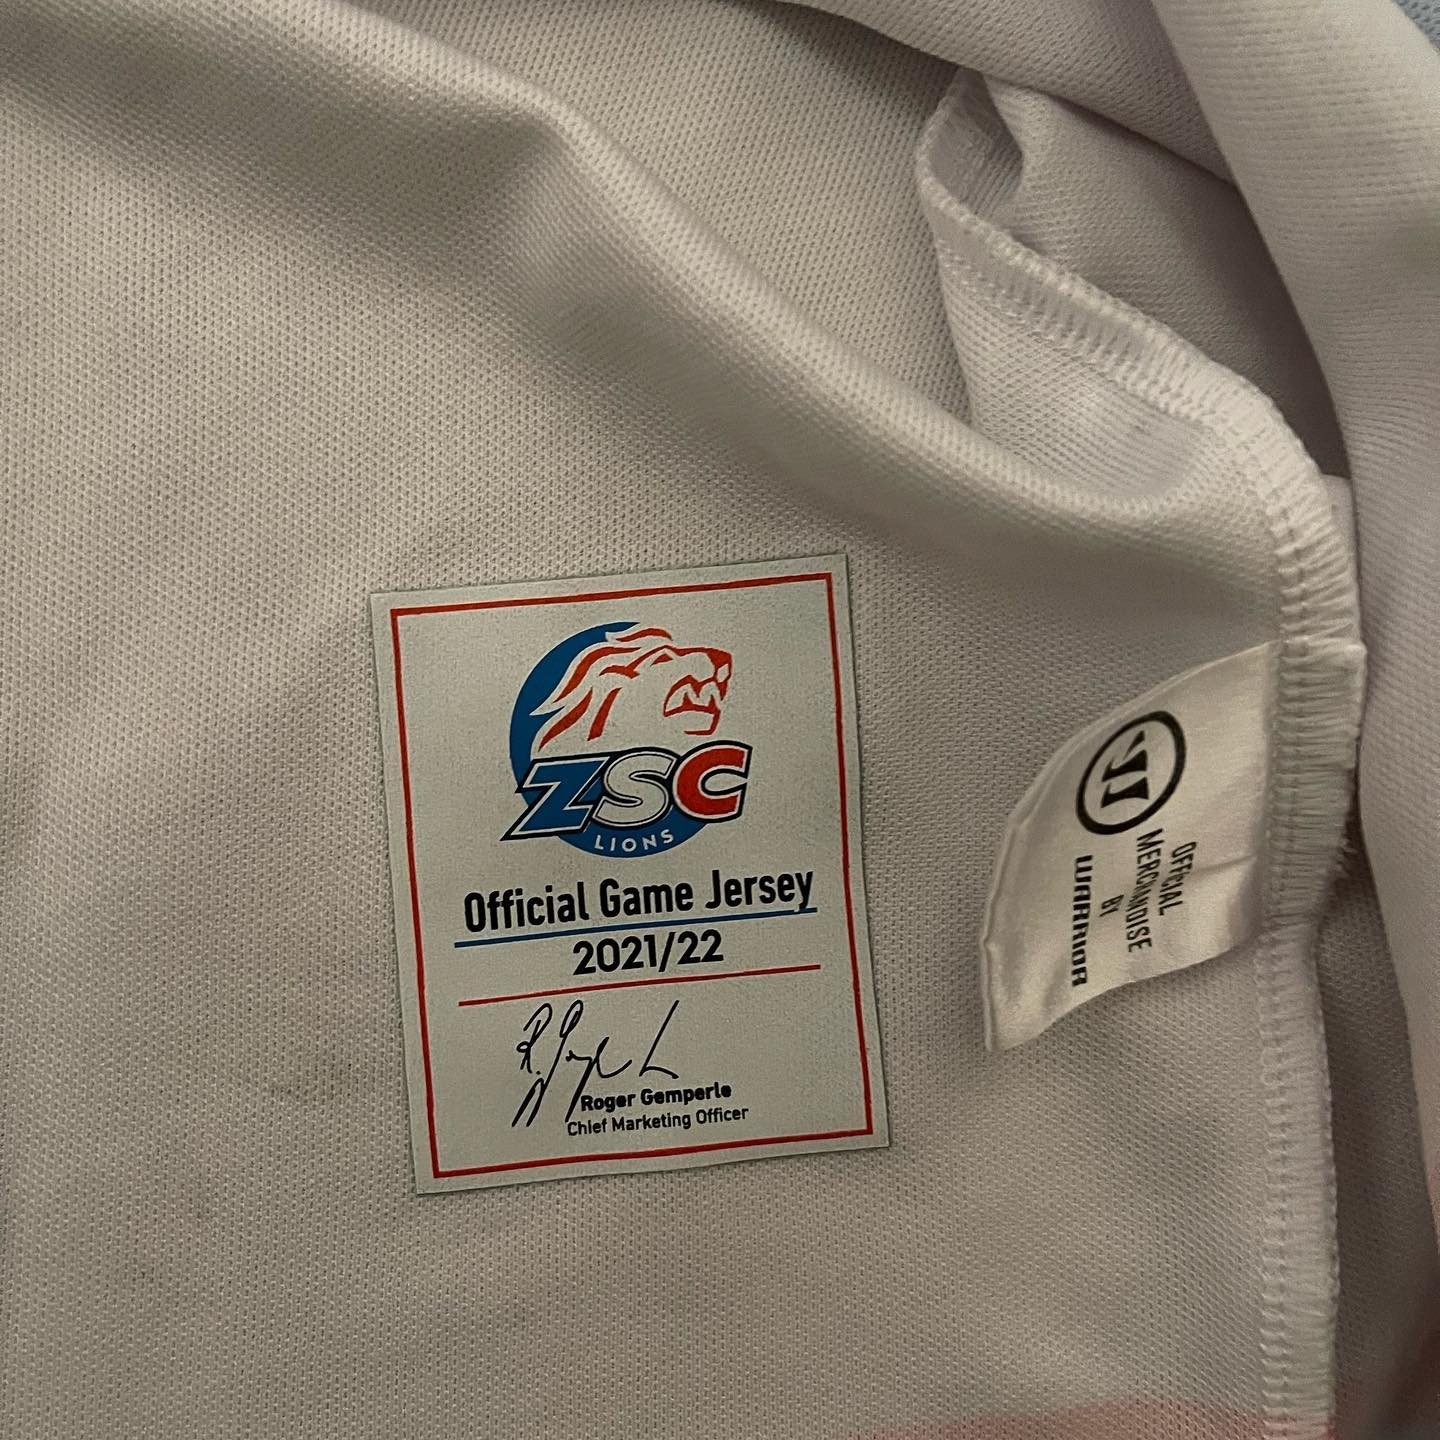 ZSC
LIONS
Official Game Jersey
2021/22
Roger Gemperle
Chief Marketing Officer
OFFICIAL
MERCHANDISE
BY
WARRIOR